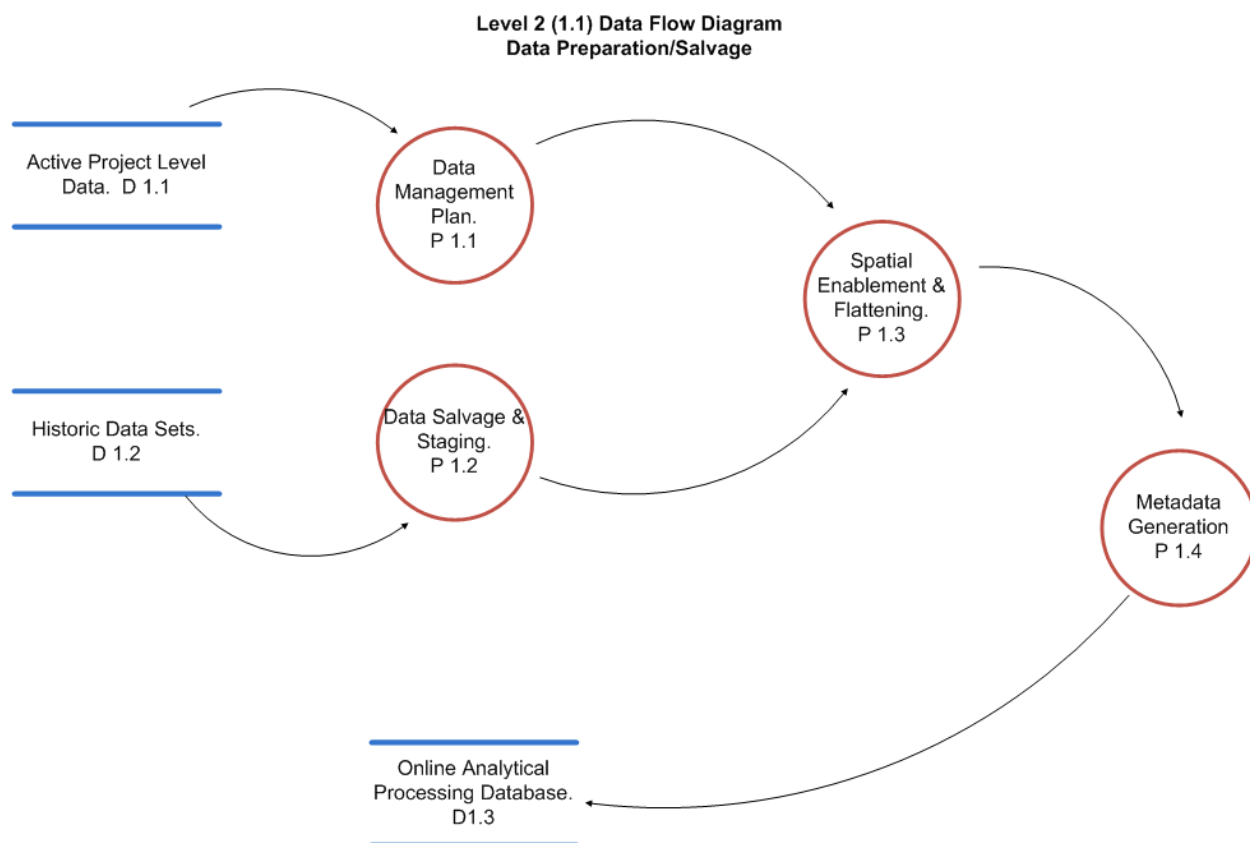 Level 2 (1.1) Data Flow Diagram
Data Preparation/Salvage
Active Project Level
Data. D 1.1
Data
Management
Plan.
P 1.1
Spatial
Enablement &
Flattening.
P 1.3
Historic Data Sets.
D 1.2
Data Salvage &
Staging.
P 1.2
Metadata
Generation
P 1.4
Online Analytical
Processing Database.
D1.3